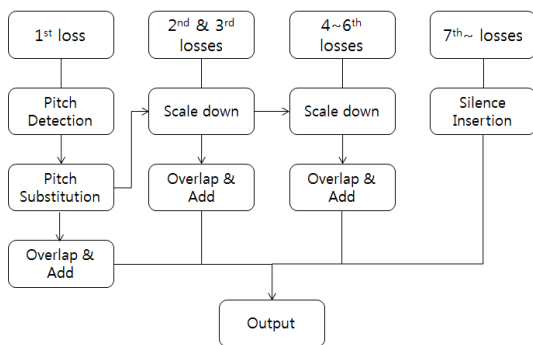 1st loss
2nd & 3rd
losses
4~6th
losses
7th~ losses
Pitch
Detection
Scale down
Scale down
Silence
Insertion
Pitch
Substitution
Overlap &
Add
Overlap &
Add
Overlap &
Add
Output